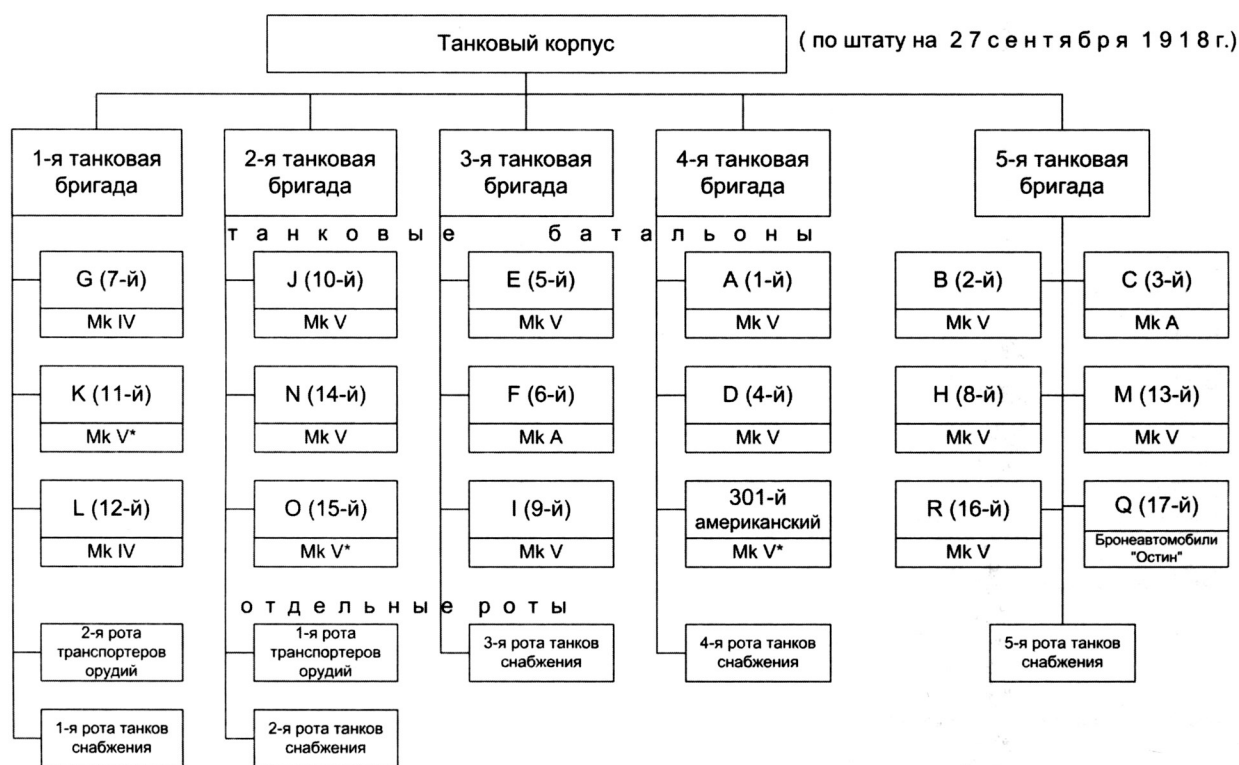 Танковый корпус
( по штату на 27 сентября 1918 г.)
1-я танковая
бригада
2-я танковая
бригада
3-я танковая
бригада
4-я танковая
бригада
5-я танковая
бригада
танковые батальоны
G (7-й)
Mk IV
J (10-й)
Mk V
E (5-й)
Mk V
A (1-й)
Mk V
B (2-й)
Mk V
C (3-й)
Mk A
K (11-й)
Mk V*
N (14-й)
Mk V
F (6-й)
Mk A
D (4-й)
Mk V
H (8-й)
Mk V
M (13-й)
Mk V
L (12-й)
Mk IV
O (15-й)
Mk V*
I (9-й)
Mk V
301-й
американский
Mk V*
R (16-й)
Mk V
Q (17-й)
Бронеавтомобили
"Остин"
отдельные роты
2-я рота
транспортеров
орудий
1-я рота
транспортеров
орудий
3-я рота танков
снабжения
4-я рота танков
снабжения
5-я рота танков
снабжения
1-я рота танков
снабжения
2-я рота танков
снабжения